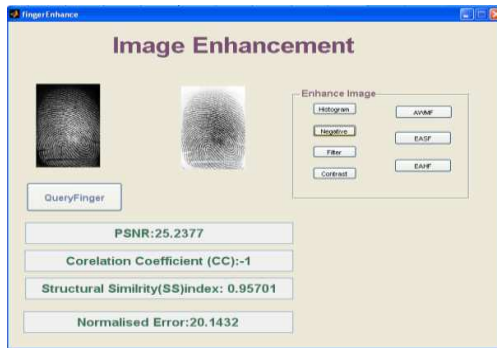 fingerEnhance
Image Enhancement
Enhance Image
Histogram
AWMF
Negative
EASF
Filter
EAHF
Contrast
QueryFinger
PSNR:25.2377
Corelation Coefficient (CC):-1
Structural Similrity(SS)index: 0.95701
Normalised Error:20.1432